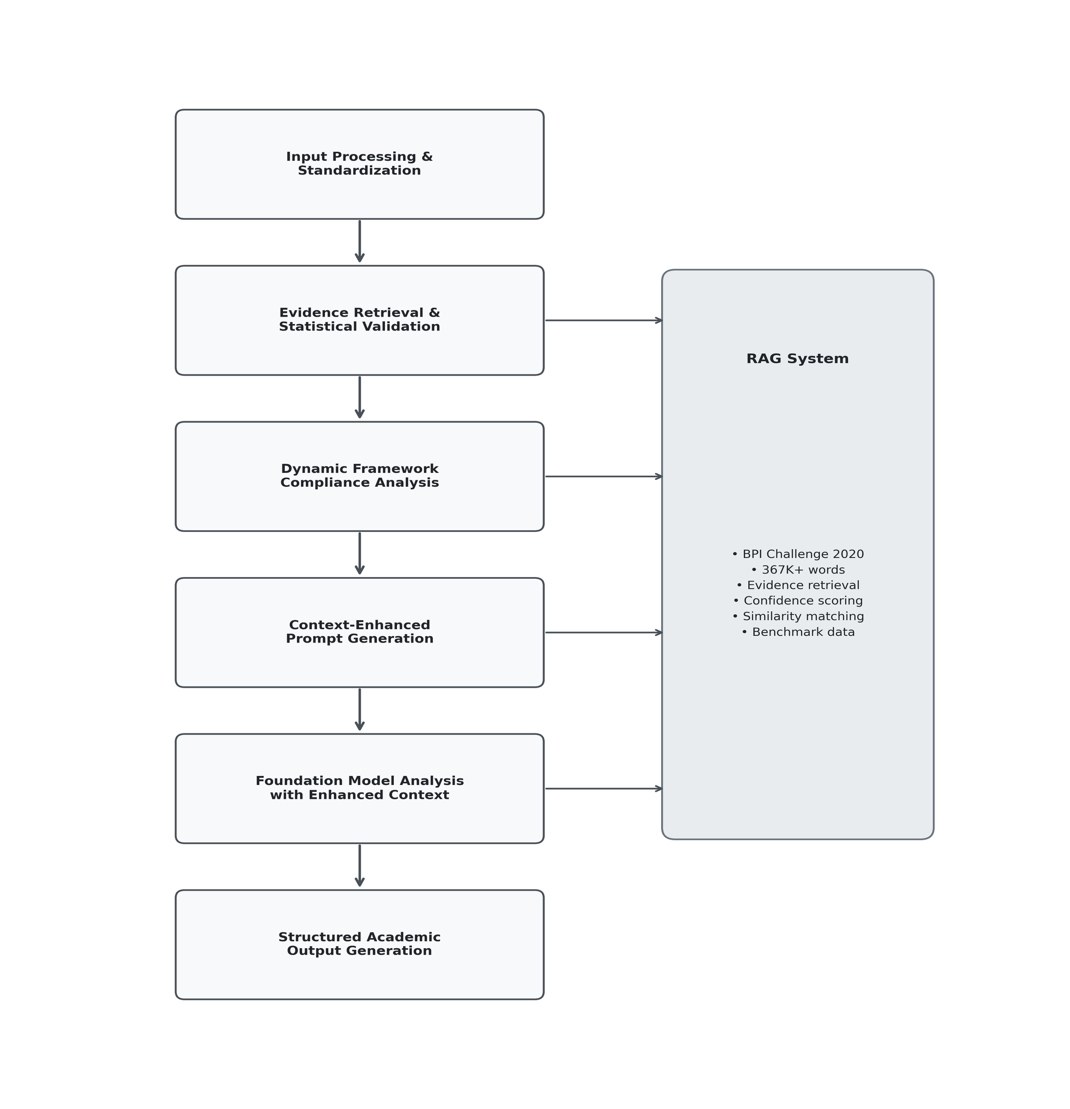 Input Processing &
Standardization
Evidence Retrieval &
Statistical Validation
RAG System
Dynamic Framework
Compliance Analysis
• BPI Challenge 2020
• 367K+ words
• Evidence retrieval
• Confidence scoring
• Similarity matching
• Benchmark data
Context-Enhanced
Prompt Generation
Foundation Model Analysis
with Enhanced Context
Structured Academic
Output Generation